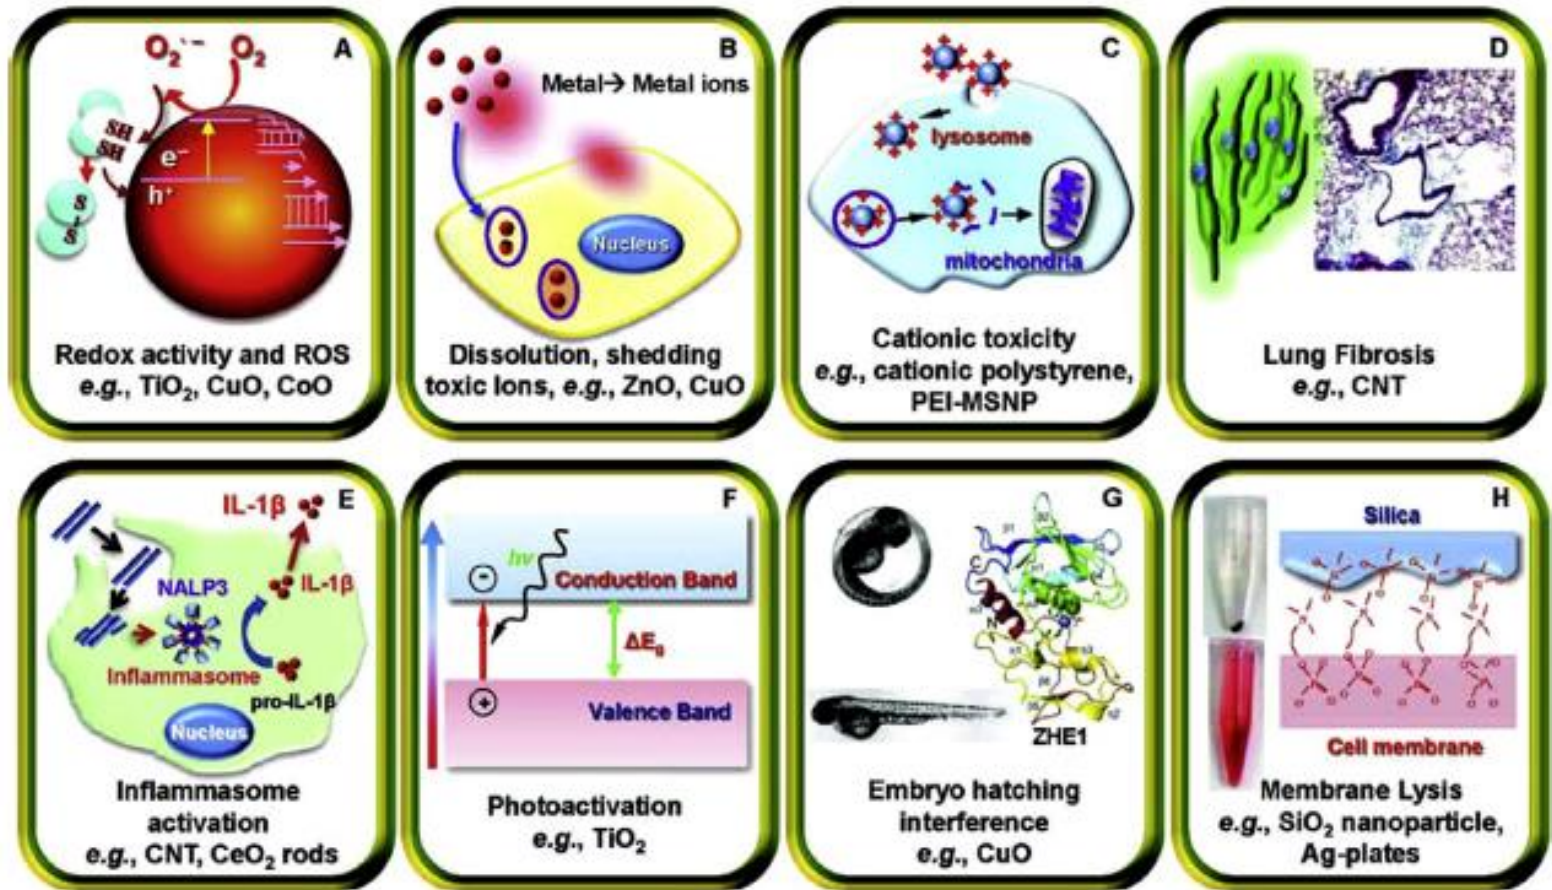 A
O2·− O2
SH
SH
e−
h+
S
S
Redox activity and ROS
e.g., TiO2, CuO, CoO
B
Metal→ Metal ions
Nucleus
Dissolution, shedding
toxic Ions, e.g., ZnO, CuO
C
lysosome
mitochondria
Cationic toxicity
e.g., cationic polystyrene,
PEI-MSNP
D
Lung Fibrosis
e.g., CNT
E
IL-1β
NALP3
IL-1β
Inflammasome
pro-IL-1β
Nucleus
Inflammasome
activation
e.g., CNT, CeO2 rods
F
hv
−
Conduction Band
ΔEg
+
Valence Band
Photoactivation
e.g., TiO2
G
β1
β2
C
N
ZHE1
Embryo hatching
interference
e.g., CuO
H
Silica
Cell membrane
Membrane Lysis
e.g., SiO2 nanoparticle,
Ag-plates